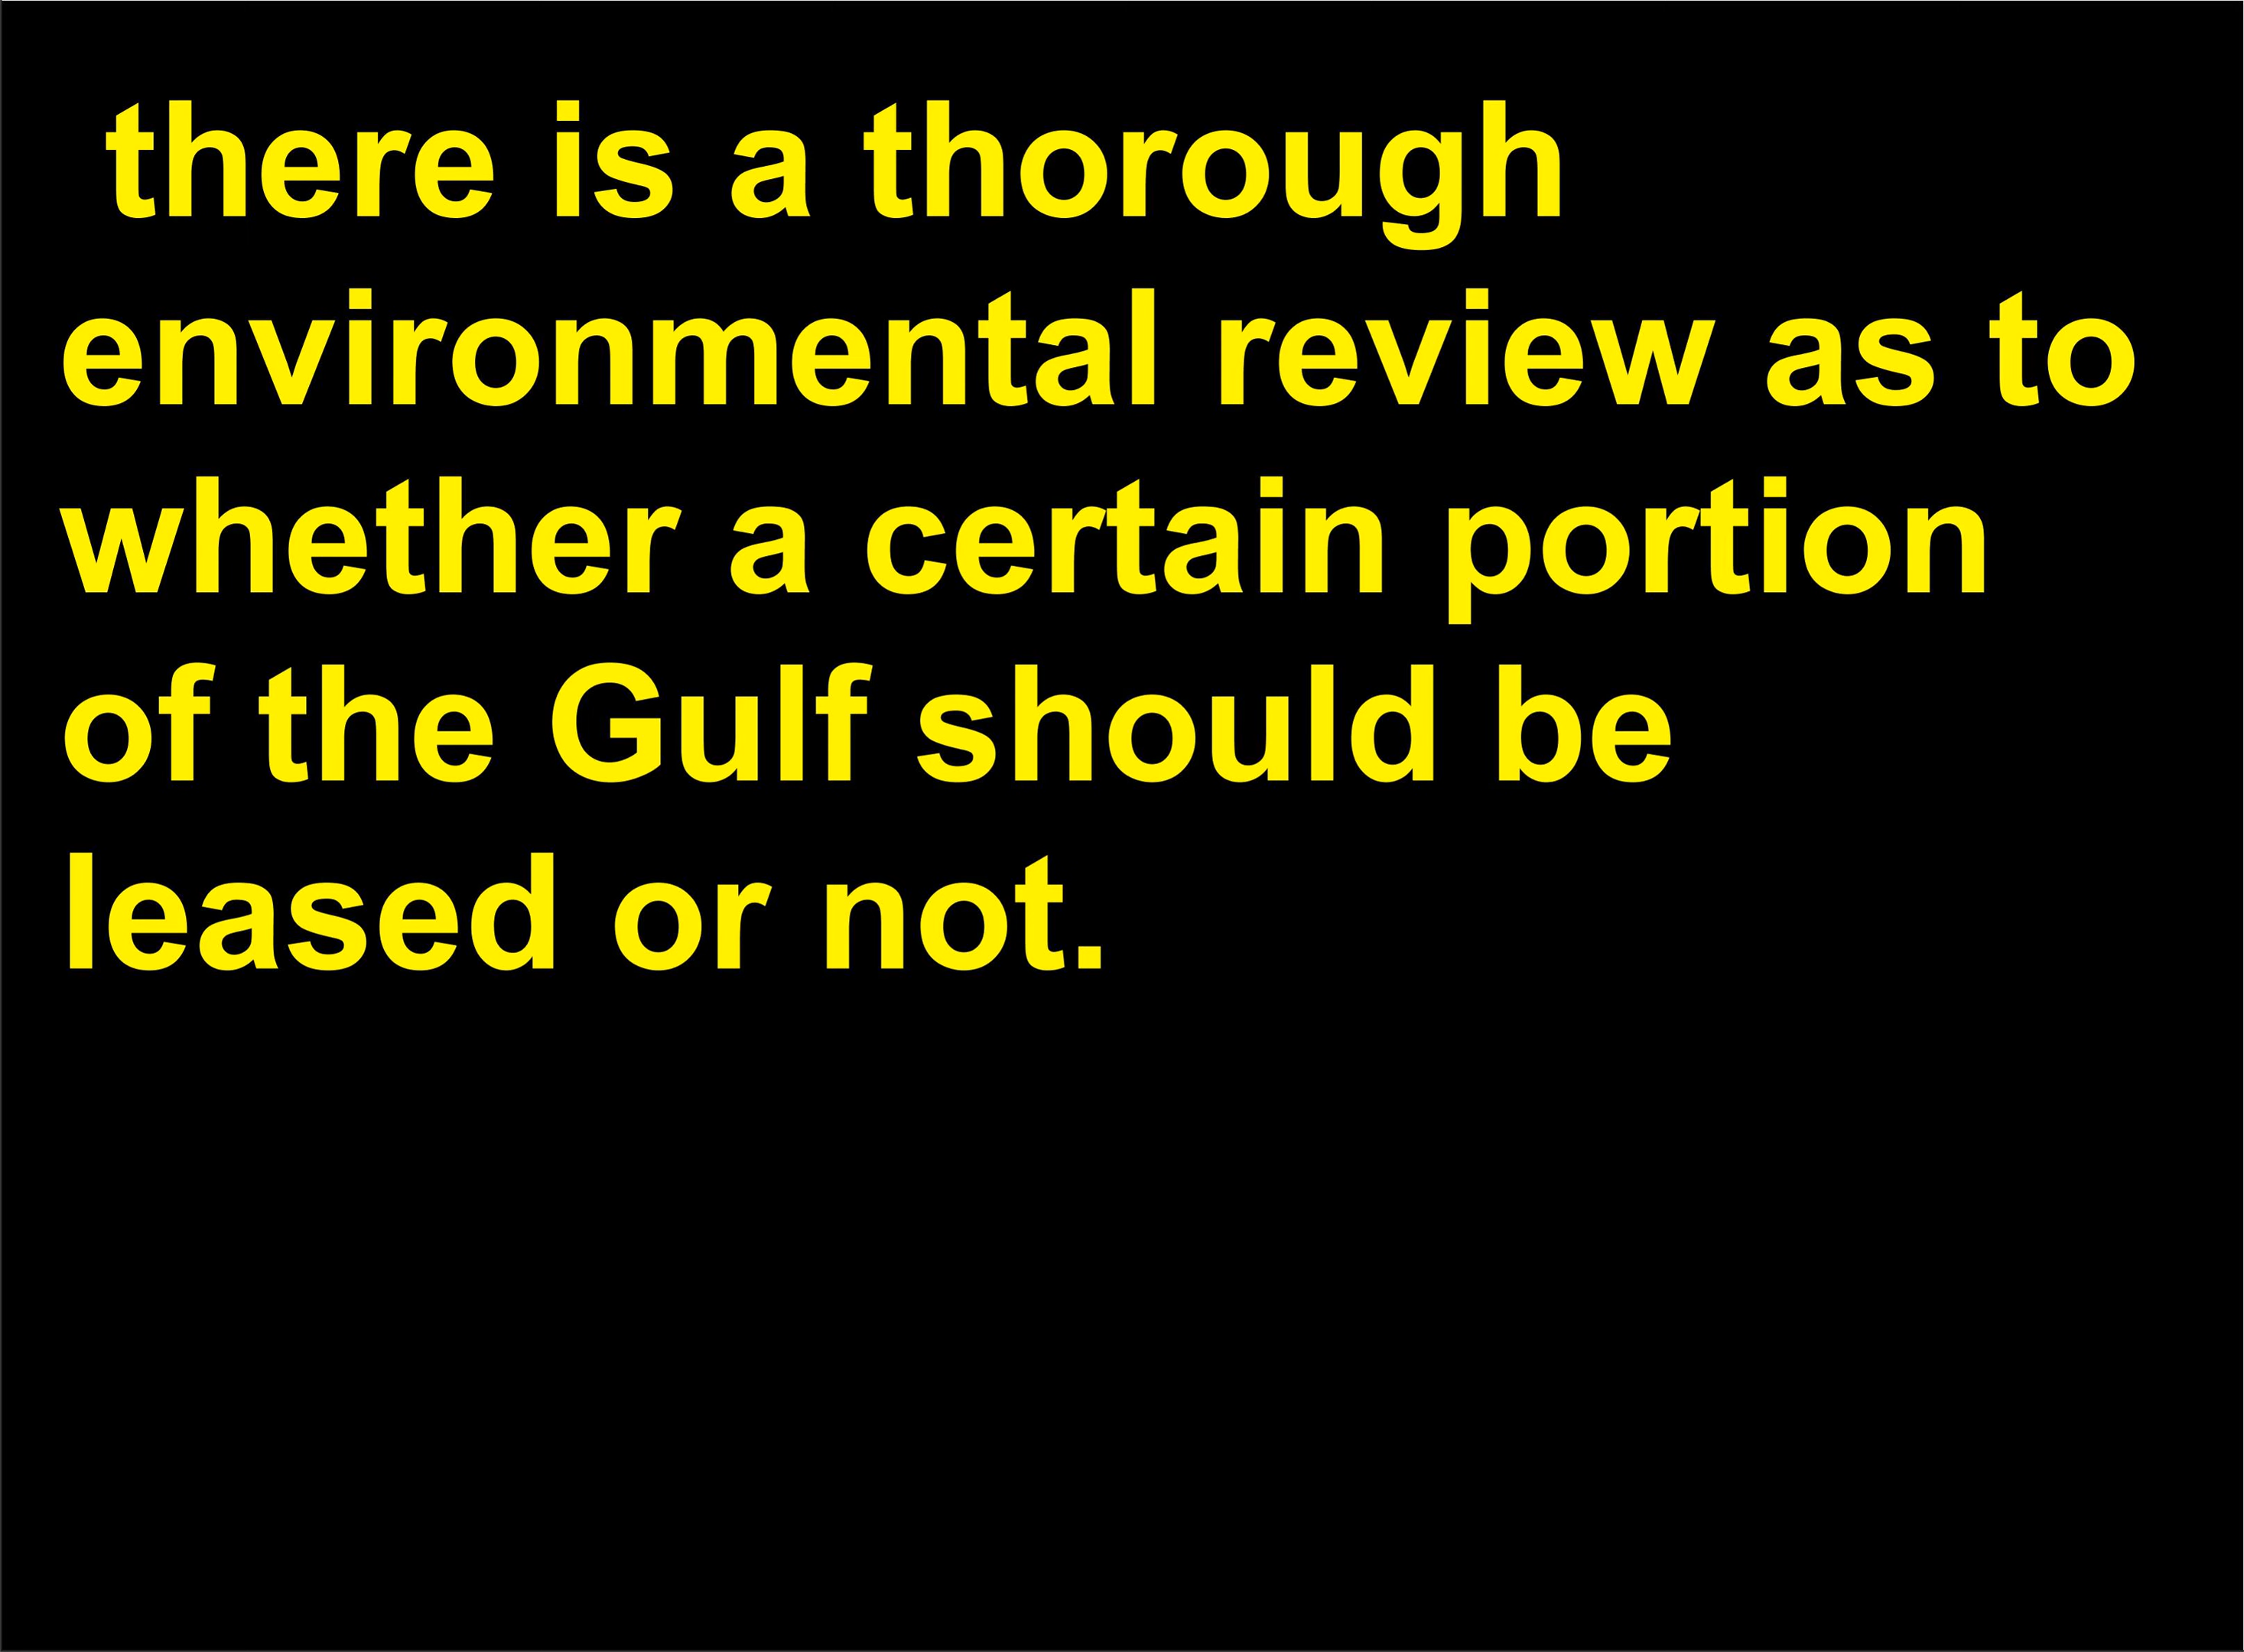 there is a thorough
environmental review as to
whether a certain portion
of the Gulf should be
leased or not.